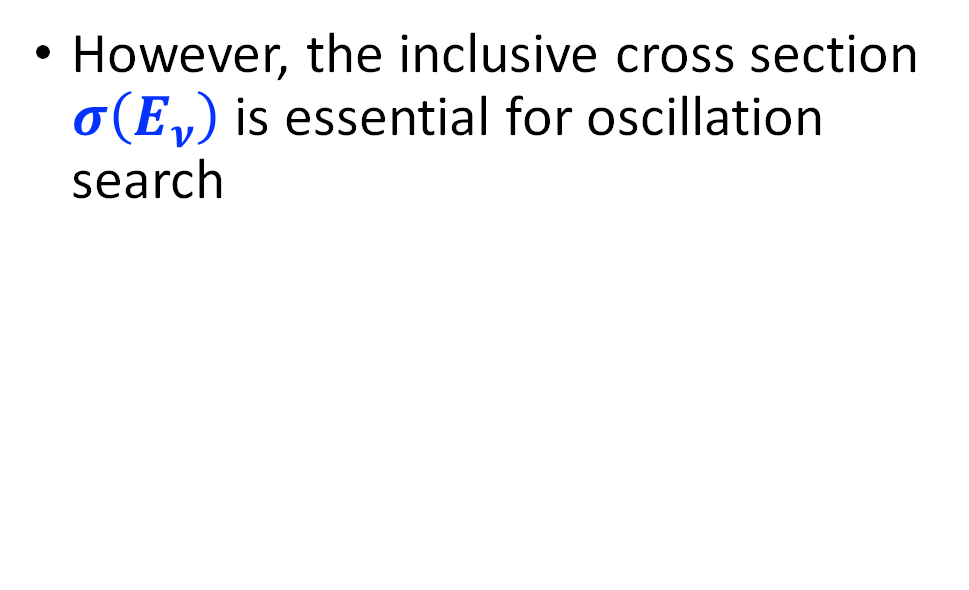 • However, the inclusive cross section
𝝈(𝑬𝝂) is essential for oscillation
search